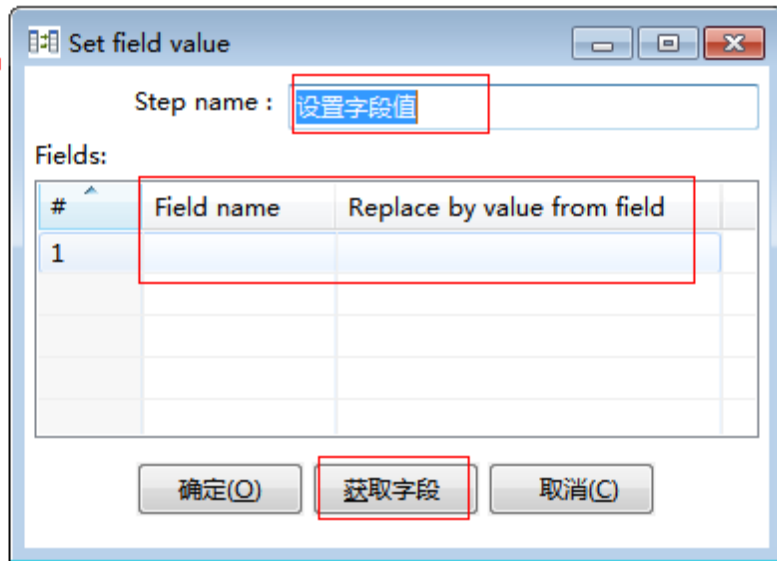 Set field value
Step name : 设置字段值
Fields:
# Field name Replace by value from field
1
确定(O) 获取字段 取消(C)